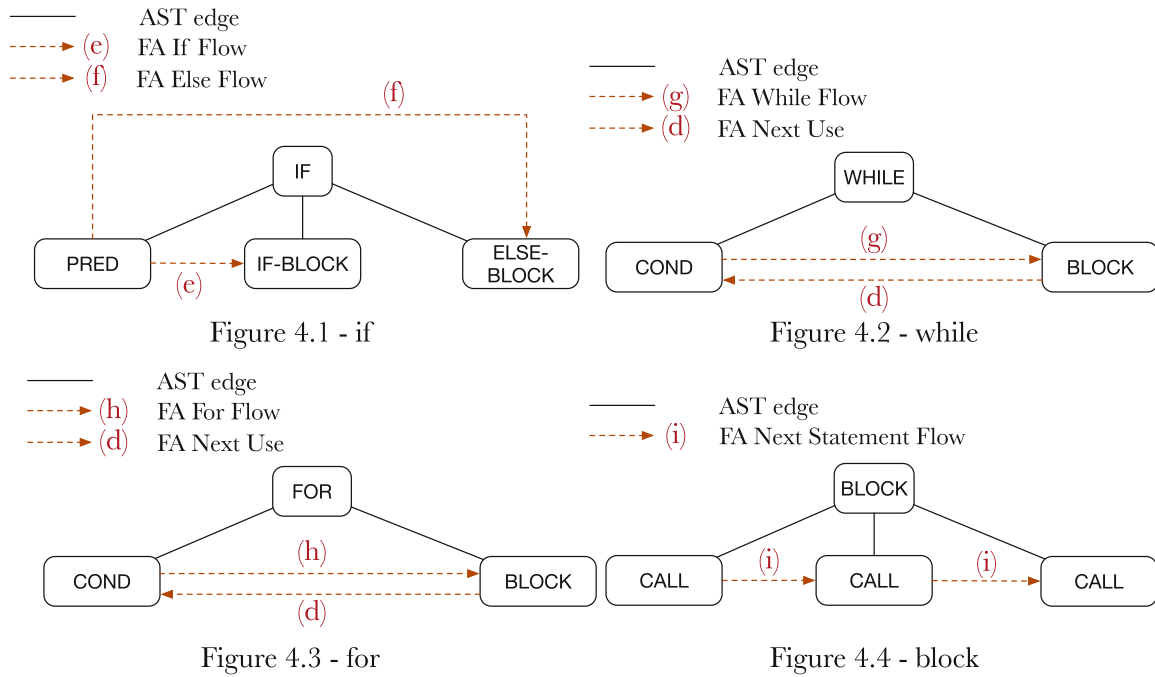 AST edge
(e) FA If Flow
(f) FA Else Flow
(f)
IF
PRED
IF-BLOCK
ELSE-
BLOCK
(e)
Figure 4.1 - if
AST edge
(g) FA While Flow
(d) FA Next Use
WHILE
(g)
COND
BLOCK
(d)
Figure 4.2 - while
AST edge
(h) FA For Flow
(d) FA Next Use
FOR
(h)
COND
BLOCK
(d)
Figure 4.3 - for
AST edge
(i) FA Next Statement Flow
BLOCK
(i) (i)
CALL CALL CALL
Figure 4.4 - block